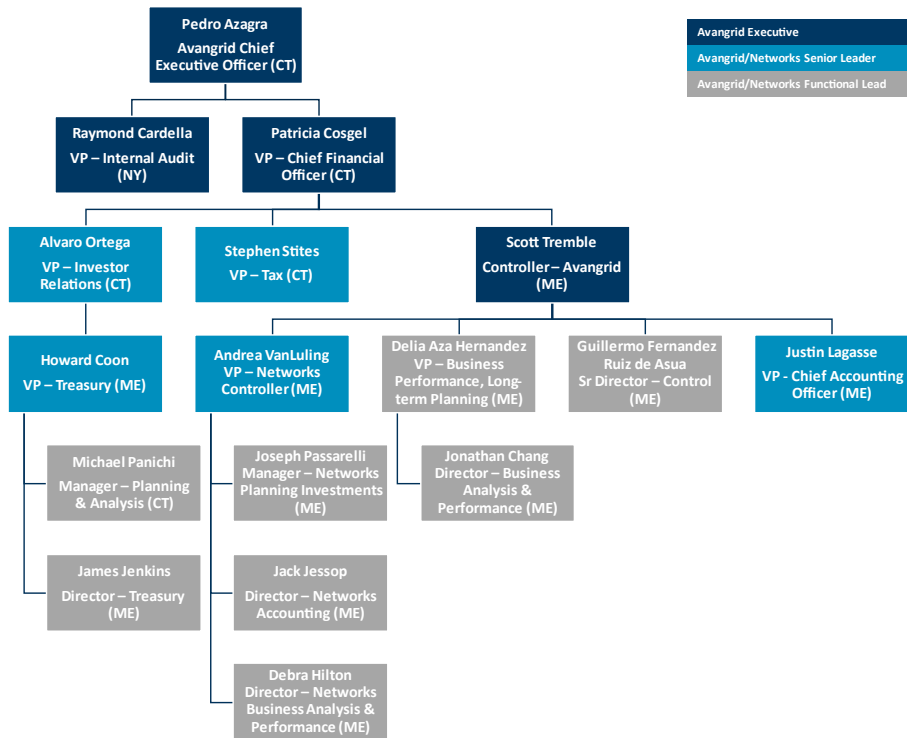 Pedro Azagra
Avangrid Chief
Executive Officer (CT)
Avangrid Executive
Avangrid/Networks Senior Leader
Avangrid/Networks Functional Lead
Raymond Cardella
VP – Internal Audit
(NY)
Patricia Cosgel
VP – Chief Financial
Officer (CT)
Alvaro Ortega
VP – Investor
Relations (CT)
Stephen Stites
VP – Tax (CT)
Scott Tremble
Controller – Avangrid
(ME)
Howard Coon
VP – Treasury (ME)
Andrea VanLuling
VP – Networks
Controller (ME)
Delia Aza Hernandez
VP – Business
Performance, Long-
term Planning (ME)
Guillermo Fernandez
Ruiz de Asua
Sr Director – Control
(ME)
Justin Lagasse
VP - Chief Accounting
Officer (ME)
Michael Panichi
Manager – Planning
& Analysis (CT)
Joseph Passarelli
Manager – Networks
Planning Investments
(ME)
Jonathan Chang
Director – Business
Analysis &
Performance (ME)
James Jenkins
Director – Treasury
(ME)
Jack Jessop
Director – Networks
Accounting (ME)
Debra Hilton
Director – Networks
Business Analysis &
Performance (ME)